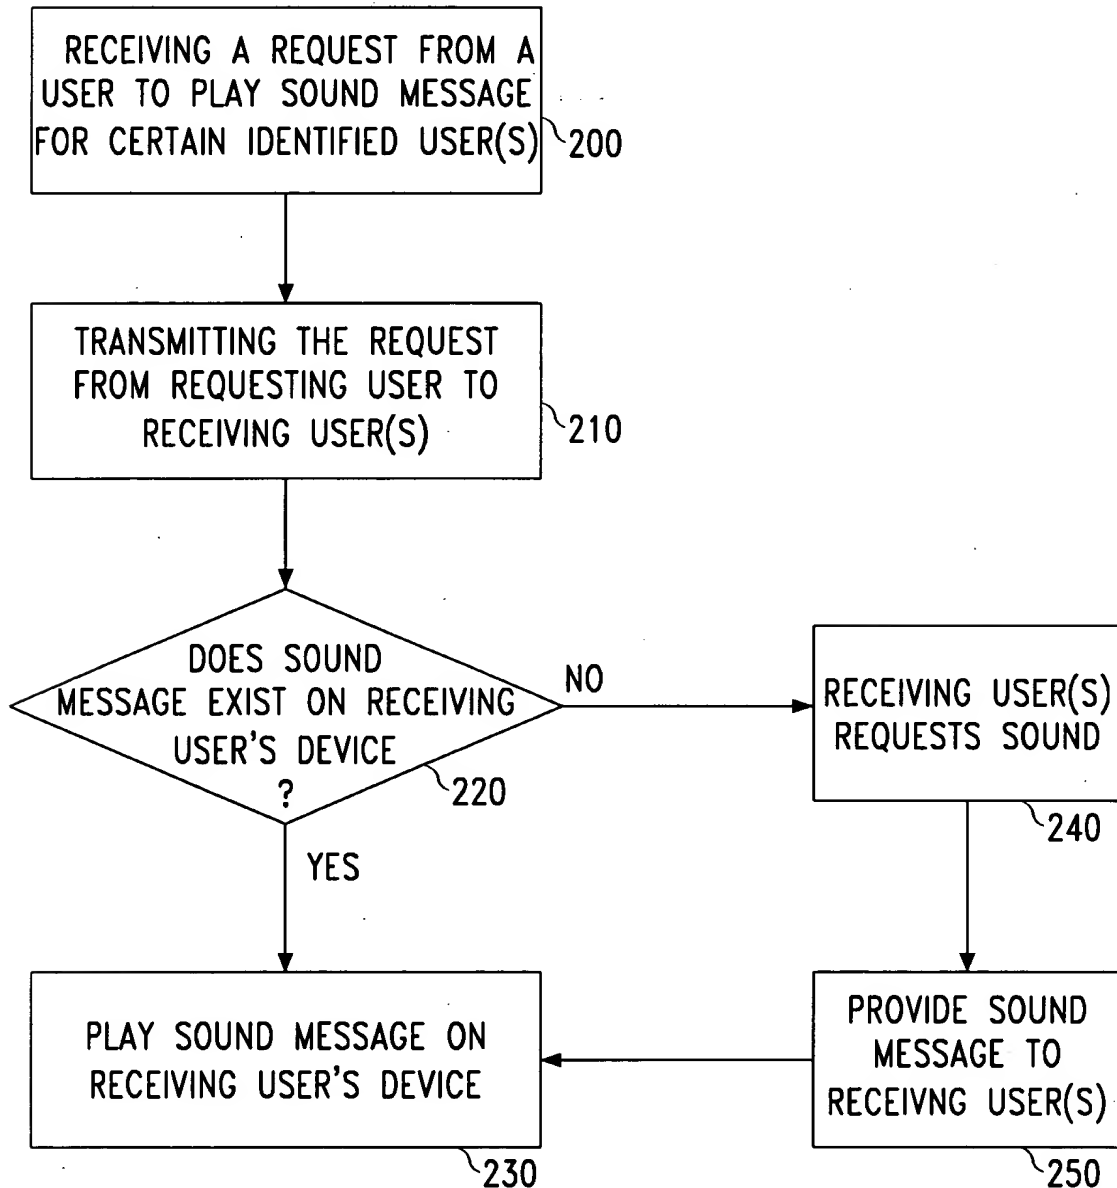 RECEIVING A REQUEST FROM A
USER TO PLAY SOUND MESSAGE
FOR CERTAIN IDENTIFIED USER(S)
200
TRANSMITTING THE REQUEST
FROM REQUESTING USER TO
RECEIVING USER(S)
210
DOES SOUND
MESSAGE EXIST ON RECEIVING
USER'S DEVICE
?
220
NO
YES
RECEIVING USER(S)
REQUESTS SOUND
240
PLAY SOUND MESSAGE ON
RECEIVING USER'S DEVICE
230
PROVIDE SOUND
MESSAGE TO
RECEIVNG USER(S)
250